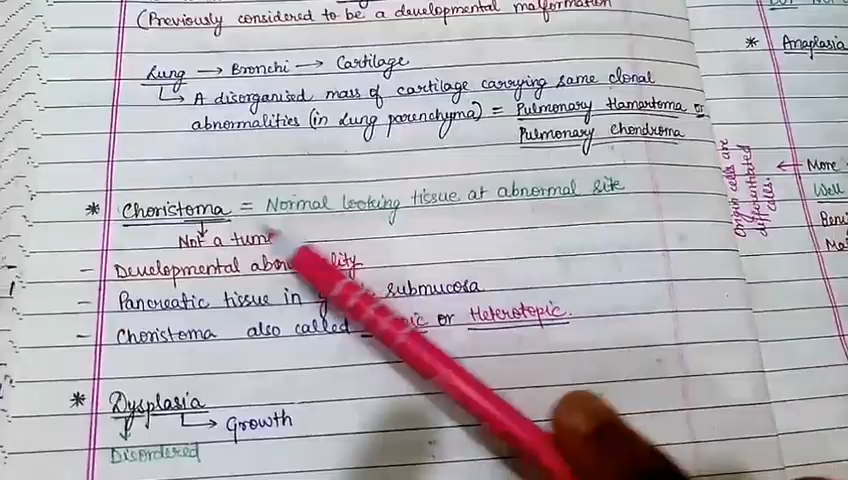 (Previously considered to be a developmental malformation
Lung → Bronchi → Cartilage
↳ A disorganised mass of cartilage carrying same clonal
abnormalities (in Lung parenchyma) = Pulmonary Hamartoma or
Pulmonary Chondroma
* Choristoma = Normal looking tissue at abnormal site
Not a
- Developmental
- Pancreatic tissue in submucosa
- Choristoma also called or Heterotopic.
* Dysplasia
→ Growth
Disordered
* Anaplasia
Origin cells are
differentiated
cells.
← More
Well